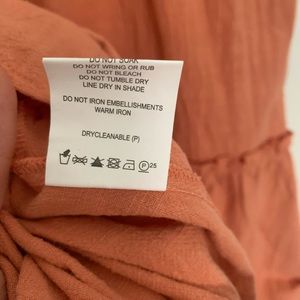 DO NOT SOAK
DO NOT WRING OR RUB
DO NOT BLEACH
DO NOT TUMBLE DRY
LINE DRY IN SHADE
DO NOT IRON EMBELLISHMENTS
WARM IRON
DRYCLEANABLE (P)
P 25